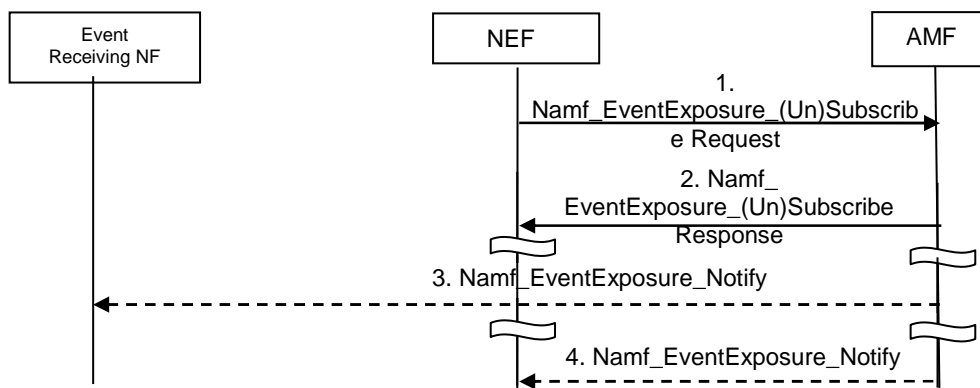 Event
Receiving NF
NEF
AMF
1.
Namf_EventExposure_(Un)Subscrib
e Request
2. Namf_
EventExposure_(Un)Subscribe
Response
3. Namf_EventExposure_Notify
4. Namf_EventExposure_Notify